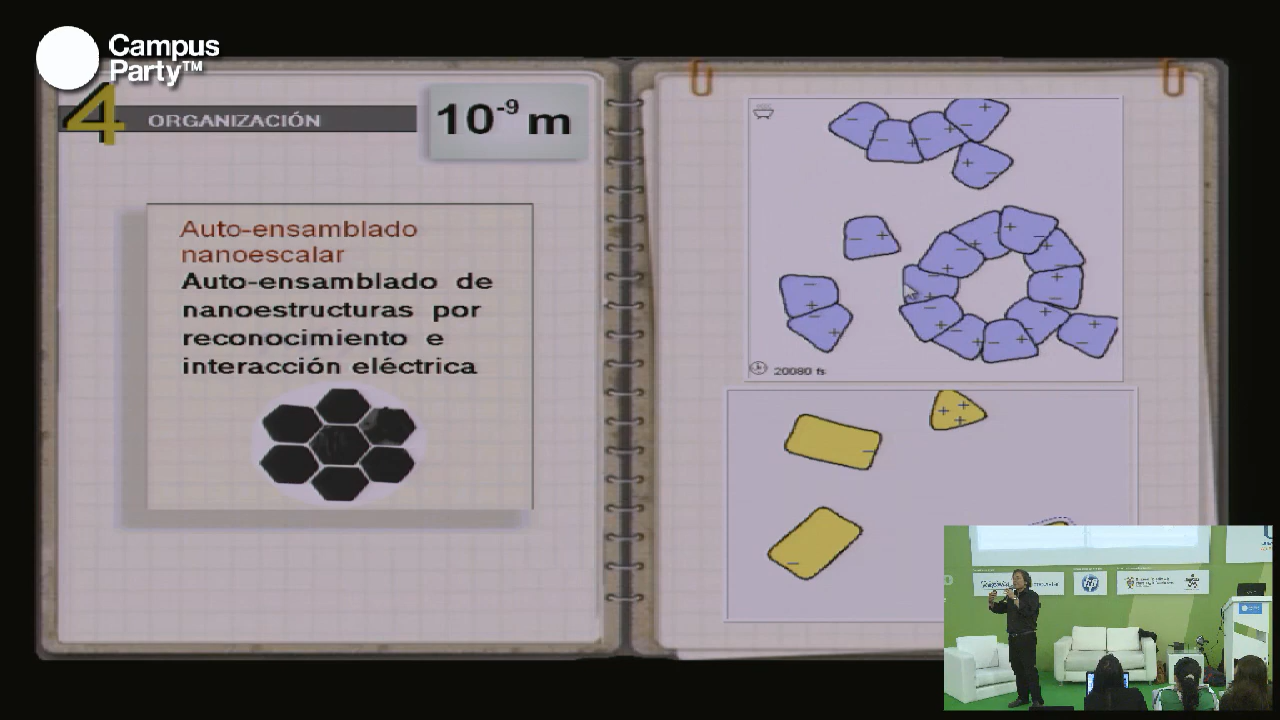 Campus
Party™
4
ORGANIZACIÓN
10⁻⁹ m
Auto-ensamblado
nanoescalar
Auto-ensamblado de
nanoestructuras por
reconocimiento e
interacción eléctrica
20080 fs
hp